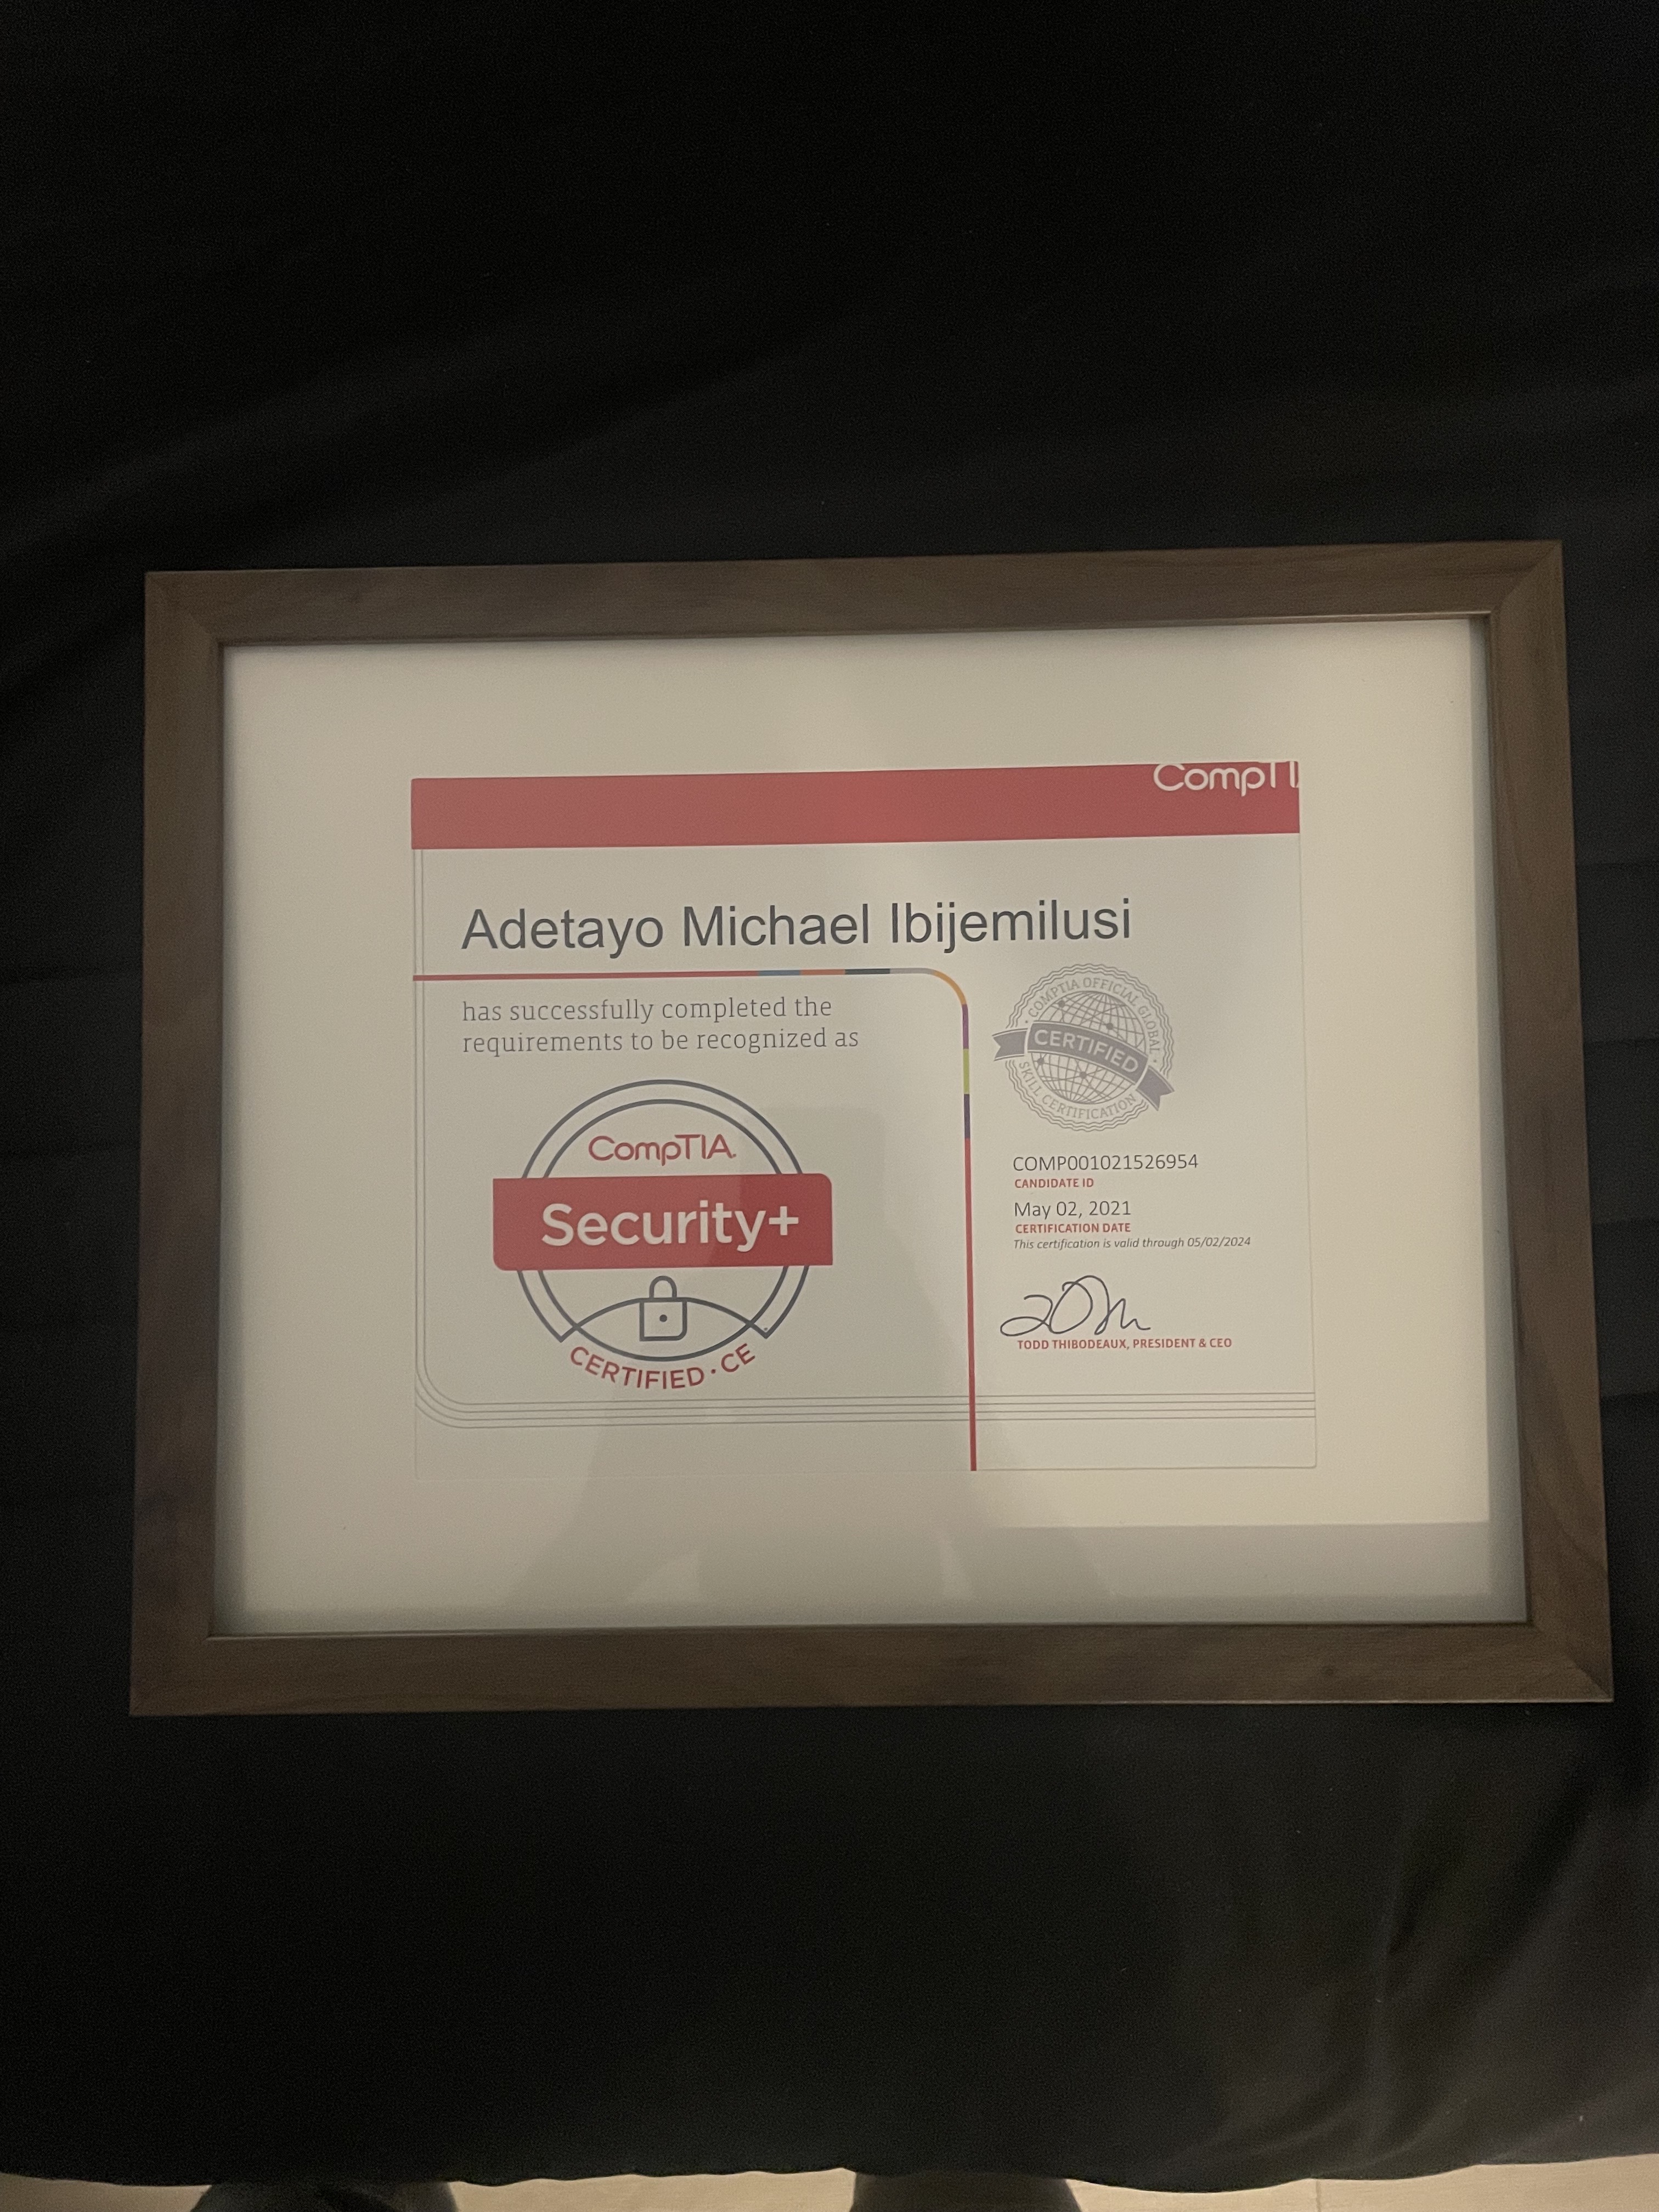 CompTI
Adetayo Michael Ibijemilusi
has successfully completed the
requirements to be recognized as
CompTIA.
Security+
CERTIFIED · CE
· COMPTIA OFFICIAL GLOBAL ·
CERTIFIED
SKILL CERTIFICATION
COMP001021526954
CANDIDATE ID
May 02, 2021
CERTIFICATION DATE
This certification is valid through 05/02/2024
TODD THIBODEAUX, PRESIDENT & CEO